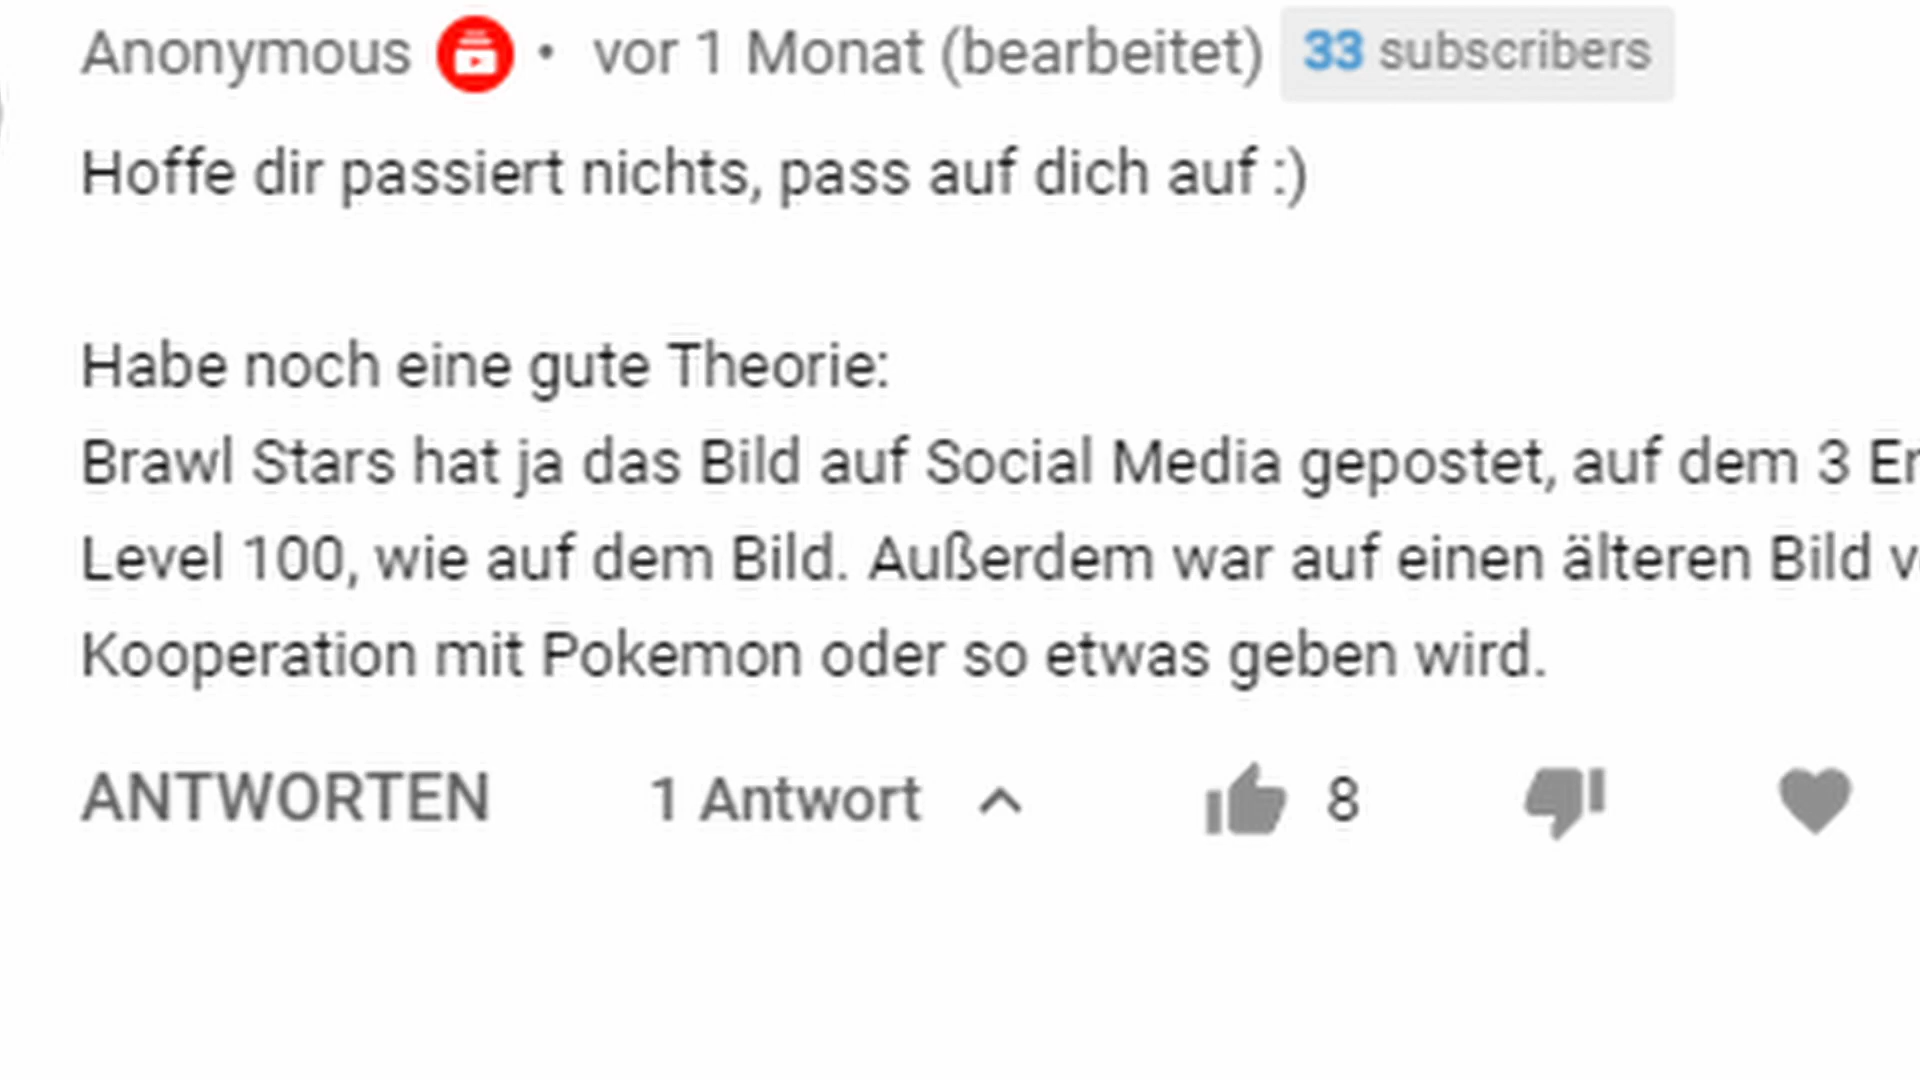 Anonymous • vor 1 Monat (bearbeitet) 33 subscribers
Hoffe dir passiert nichts, pass auf dich auf :)
Habe noch eine gute Theorie:
Brawl Stars hat ja das Bild auf Social Media gepostet, auf dem 3
Level 100, wie auf dem Bild. Außerdem war auf einen älteren Bild
Kooperation mit Pokemon oder so etwas geben wird.
ANTWORTEN 1 Antwort 8